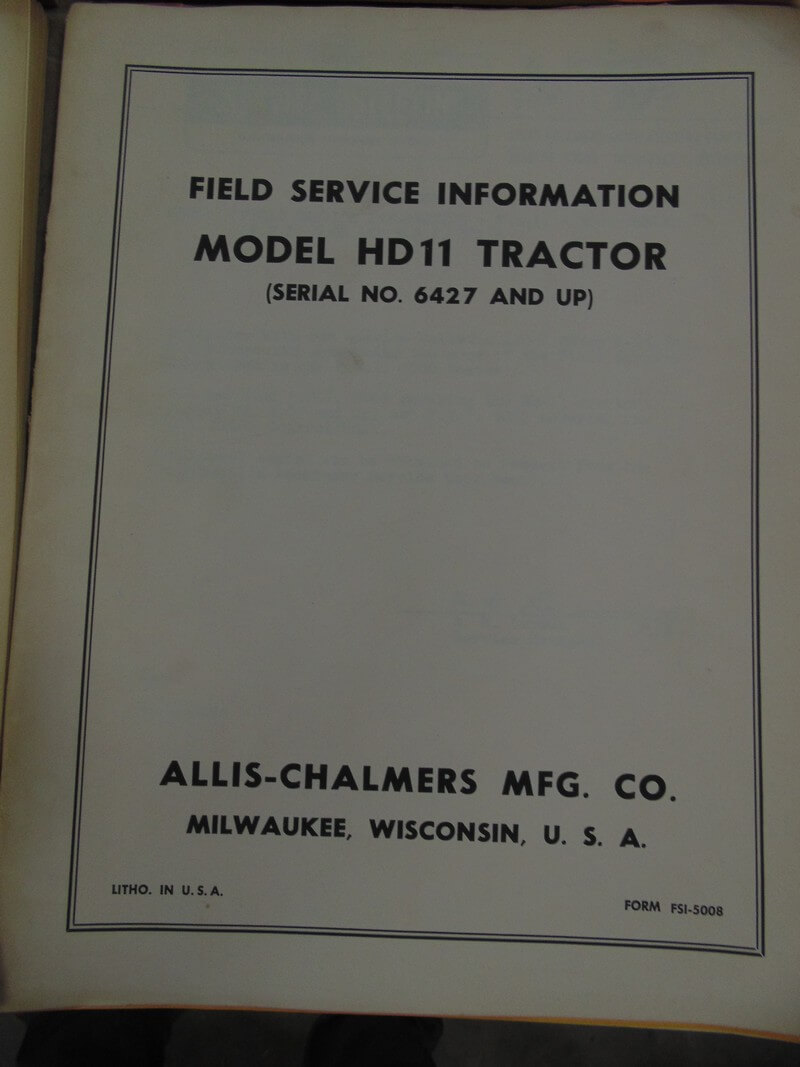 FIELD SERVICE INFORMATION
MODEL HD11 TRACTOR
(SERIAL NO. 6427 AND UP)
ALLIS-CHALMERS MFG. CO.
MILWAUKEE, WISCONSIN, U. S. A.
LITHO. IN U. S. A.
FORM FSI-5008